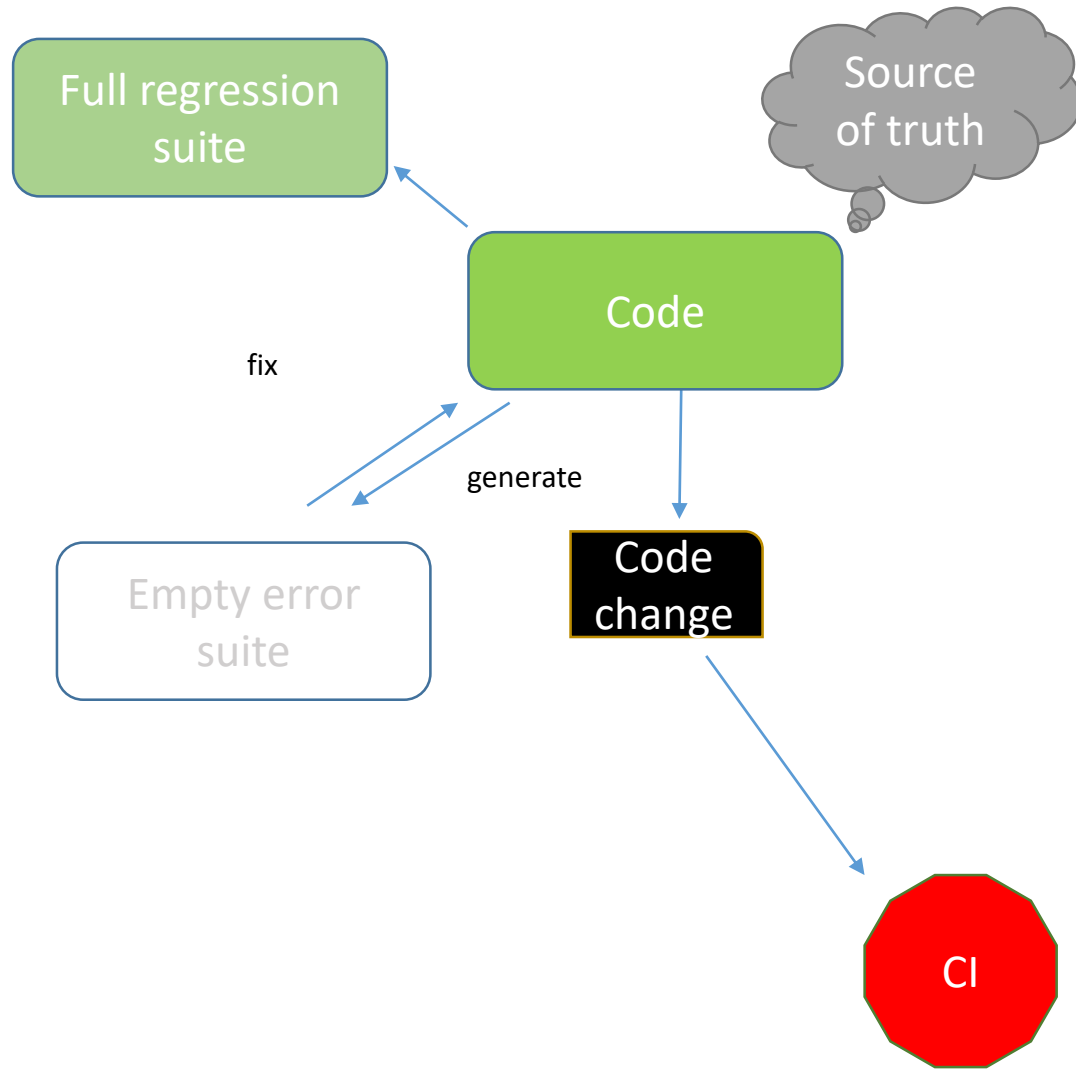 Full regression
suite
Source
of truth
Code
fix
generate
Empty error
suite
Code
change
CI